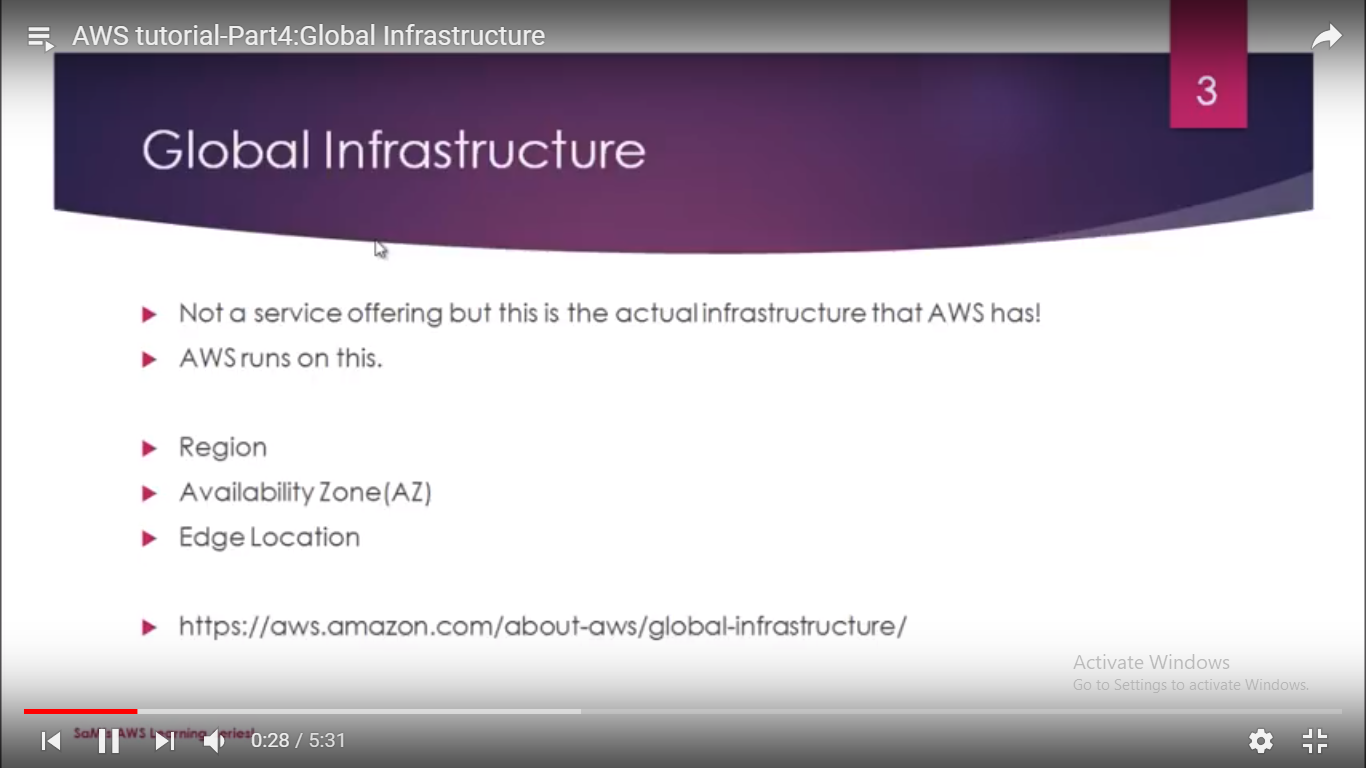 AWS tutorial-Part4:Global Infrastructure
3
Global Infrastructure
Not a service offering but this is the actual infrastructure that AWS has!
AWS runs on this.
Region
Availability Zone(AZ)
Edge Location
https://aws.amazon.com/about-aws/global-infrastructure/
Activate Windows
Go to Settings to activate Windows.
AWS Learning
0:28 / 5:31